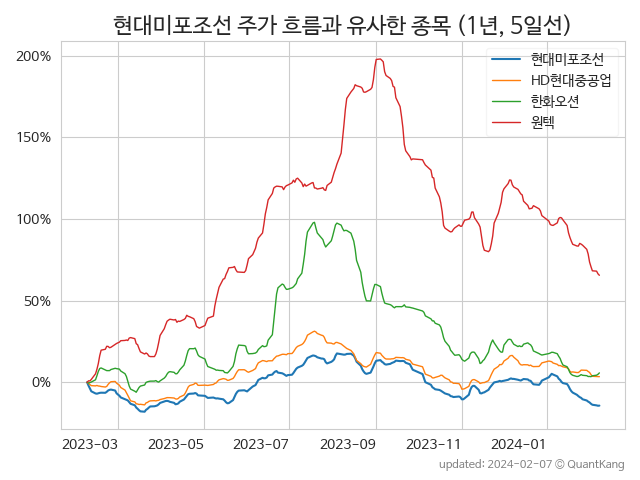 현대미포조선 주가 흐름과 유사한 종목 (1년, 5일선)
현대미포조선
HD현대중공업
한화오션
원텍
200%
150%
100%
50%
0%
2023-03 2023-05 2023-07 2023-09 2023-11 2024-01
updated: 2024-02-07 © QuantKang